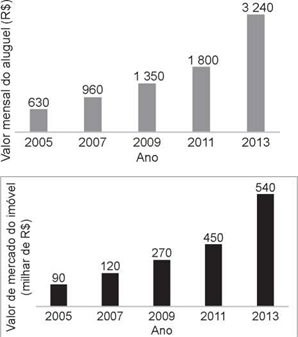 Valor mensal do aluguel (R$)
3 240
1 800
1 350
960
630
2005 2007 2009 2011 2013
Ano
Valor de mercado do imóvel
(milhar de R$)
540
450
270
120
90
2005 2007 2009 2011 2013
Ano